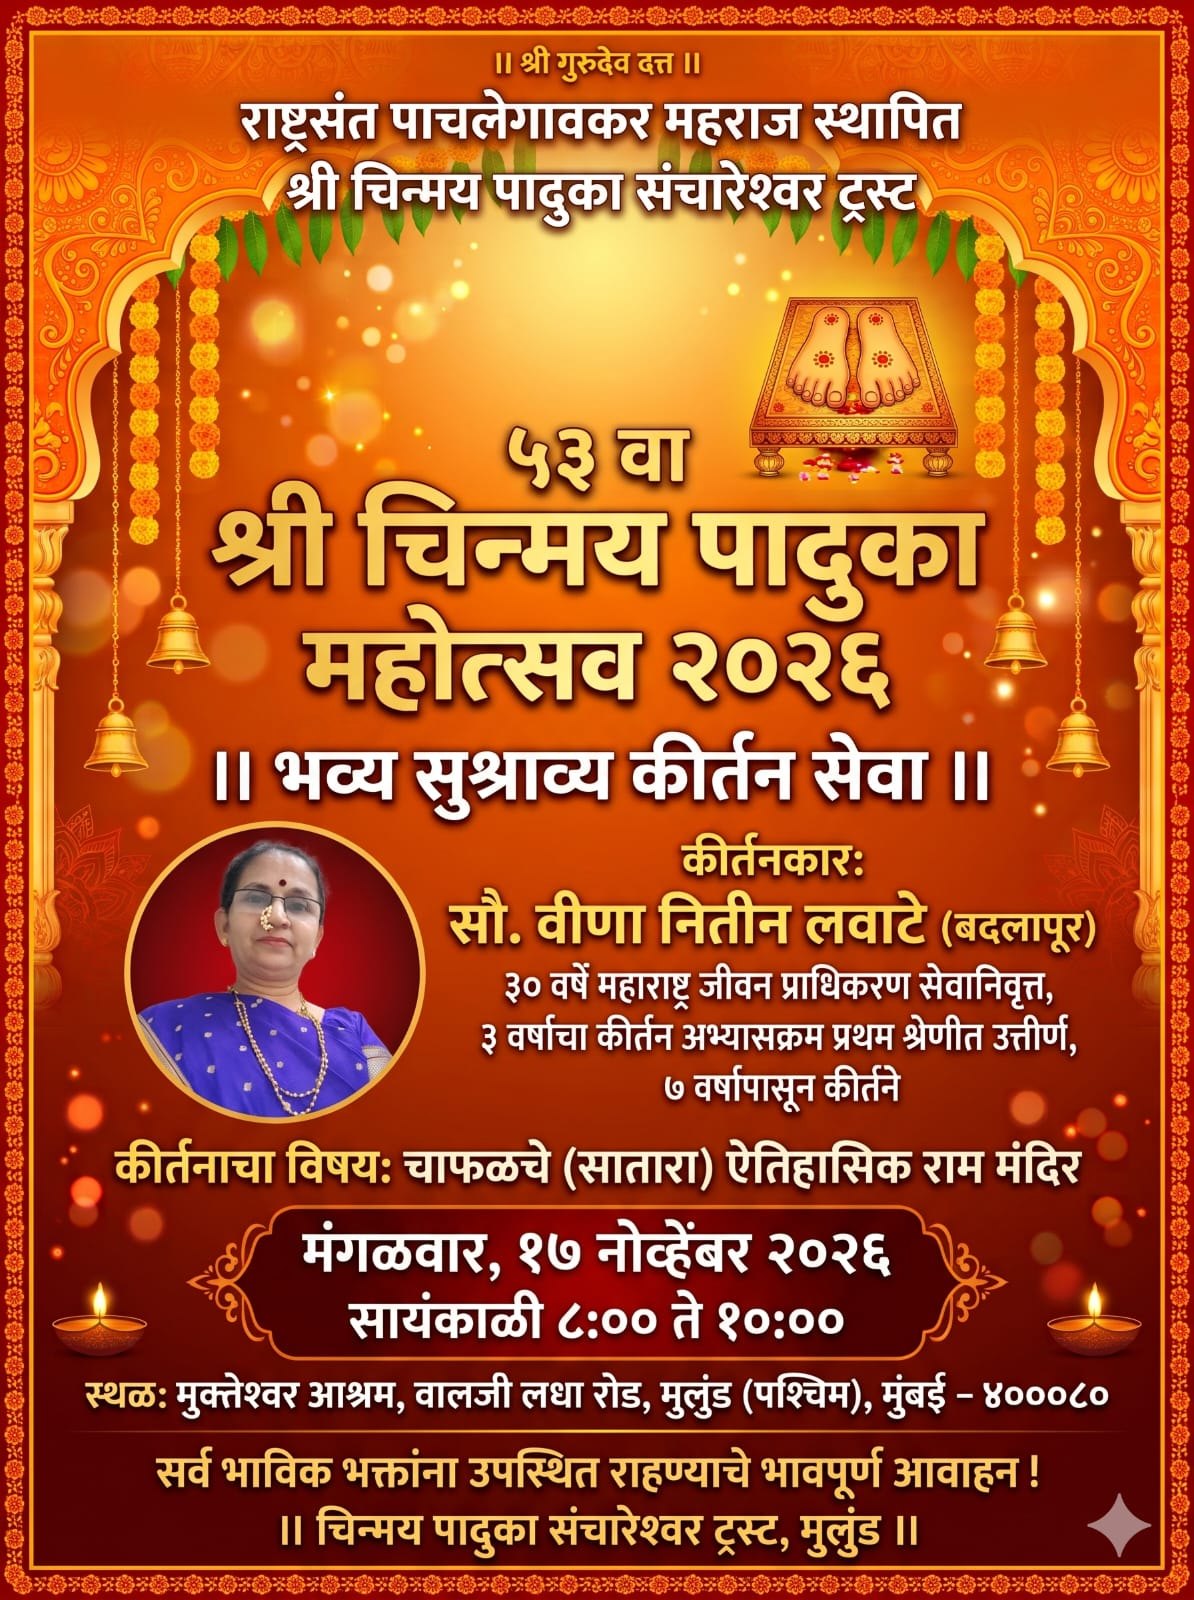 ॥ श्री गुरुदेव दत्त ॥
राष्ट्रसंत पाचलेगावकर महराज स्थापित
श्री चिन्मय पादुका संचारेश्वर ट्रस्ट
५३ वा
श्री चिन्मय पादुका
महोत्सव २०२६
॥ भव्य सुश्राव्य कीर्तन सेवा ॥
कीर्तनकार:
सौ. वीणा नितीन लवाटे (बदलापूर)
३० वर्षे महाराष्ट्र जीवन प्राधिकरण सेवानिवृत्त,
३ वर्षाचा कीर्तन अभ्यासक्रम प्रथम श्रेणीत उत्तीर्ण,
७ वर्षापासून कीर्तने
कीर्तनाचा विषय: चाफळचे (सातारा) ऐतिहासिक राम मंदिर
मंगळवार, १७ नोव्हेंबर २०२६
सायंकाळी ८:०० ते १०:००
स्थळ: मुक्तेश्वर आश्रम, वालजी लधा रोड, मुलुंड (पश्चिम), मुंबई – ४०००८०
सर्व भाविक भक्तांना उपस्थित राहण्याचे भावपूर्ण आवाहन !
॥ चिन्मय पादुका संचारेश्वर ट्रस्ट, मुलुंड ॥